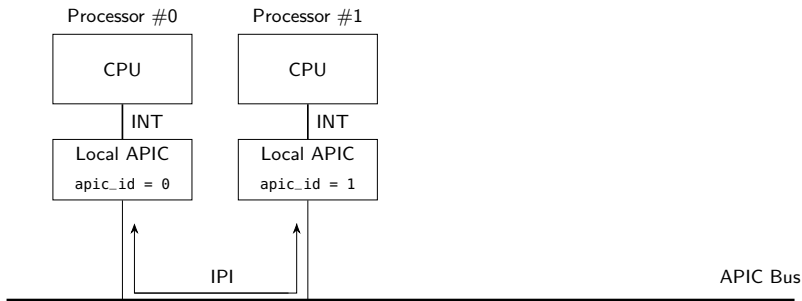 Processor #0
Processor #1
CPU
CPU
INT
INT
Local APIC
apic_id = 0
Local APIC
apic_id = 1
IPI
APIC Bus